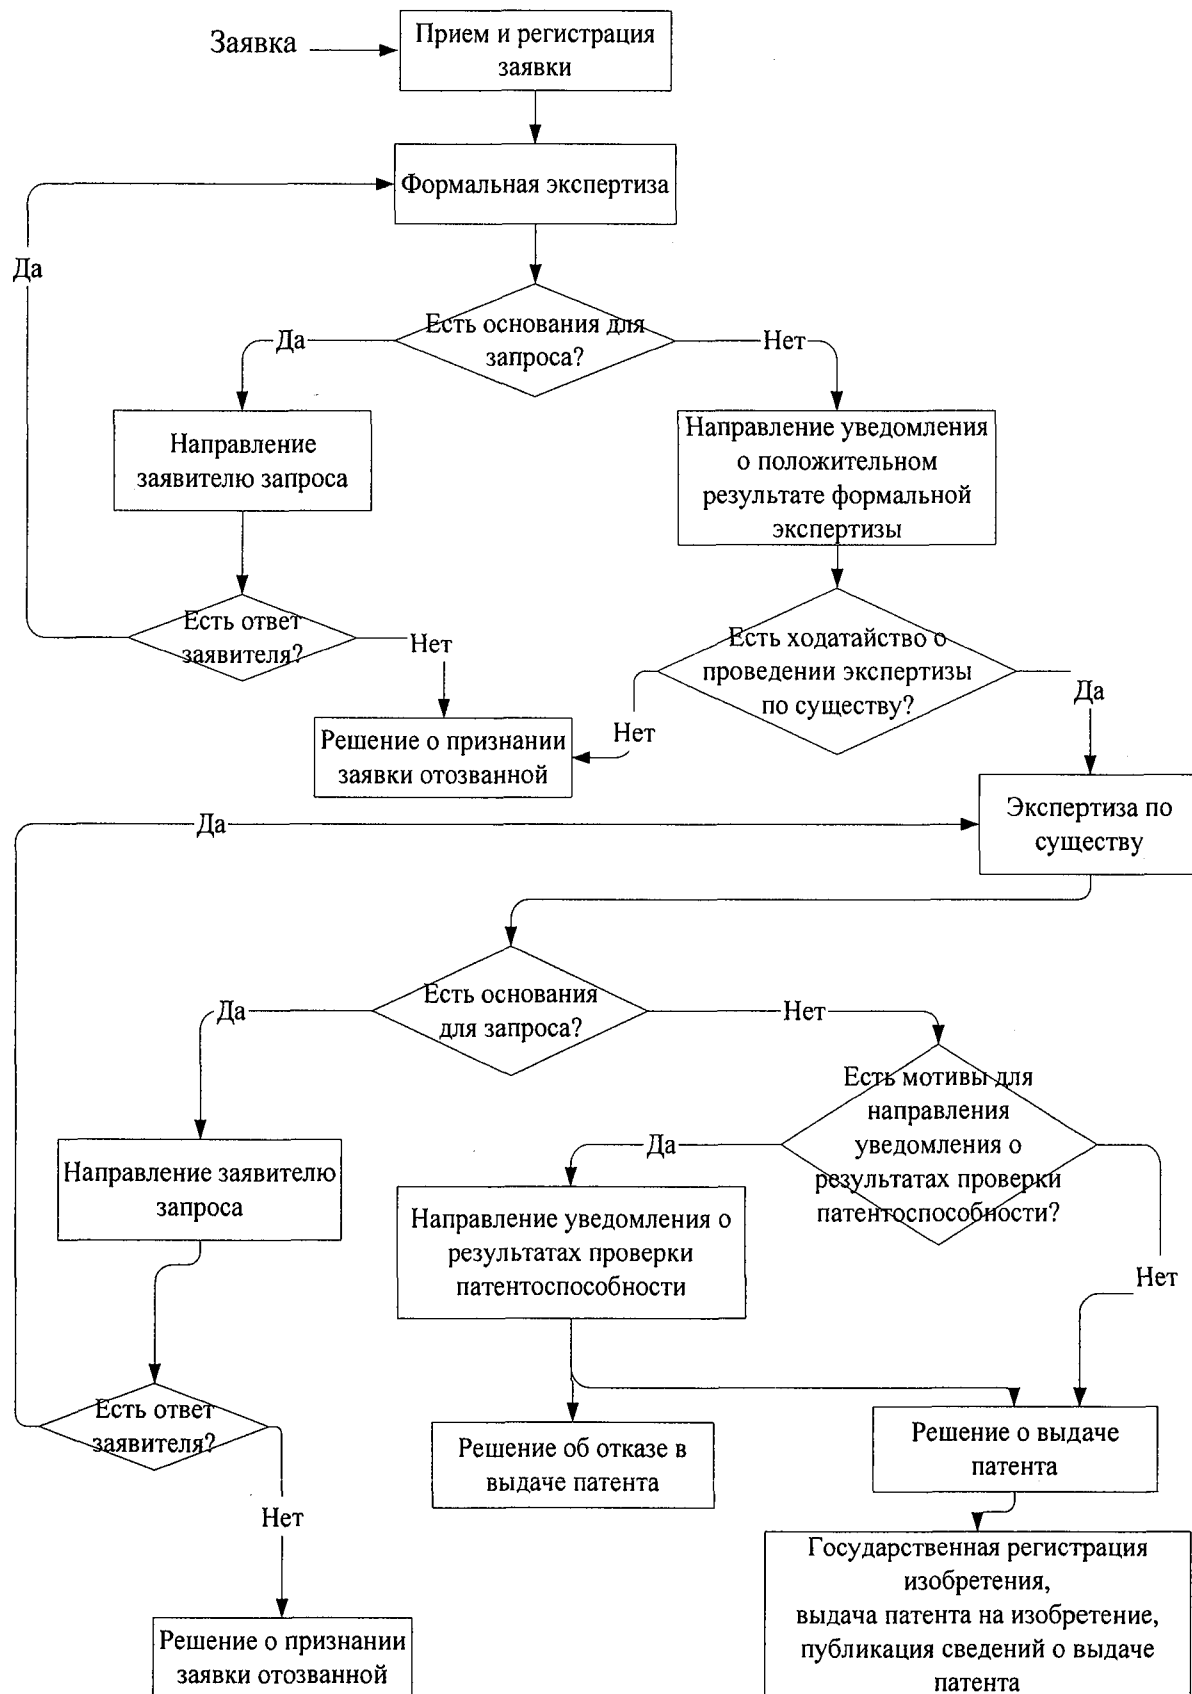 Заявка
Прием и регистрация
заявки
Формальная экспертиза
Да
Есть основания для
запроса?
Да
Нет
Направление
заявителю запроса
Направление уведомления
о положительном
результате формальной
экспертизы
Есть ответ
заявителя?
Нет
Есть ходатайство о
проведении экспертизы
по существу?
Да
Нет
Решение о признании
заявки отозванной
Экспертиза по
существу
Да
Есть основания
для запроса?
Да
Нет
Есть мотивы для
направления
уведомления о
результатах проверки
патентоспособности?
Да
Направление заявителю
запроса
Направление уведомления о
результатах проверки
патентоспособности
Нет
Есть ответ
заявителя?
Решение об отказе в
выдаче патента
Решение о выдаче
патента
Нет
Государственная регистрация
изобретения,
выдача патента на изобретение,
публикация сведений о выдаче
патента
Решение о признании
заявки отозванной